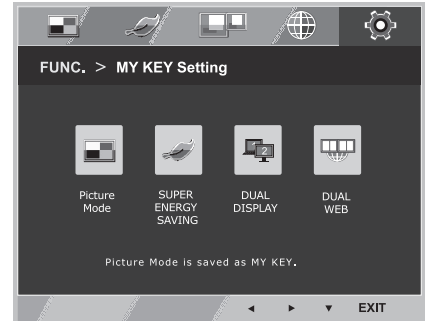 FUNC. > MY KEY Setting
Picture
Mode
SUPER
ENERGY
SAVING
2
DUAL
DISPLAY
DUAL
WEB
Picture Mode is saved as MY KEY.
◄ ► ▼ EXIT